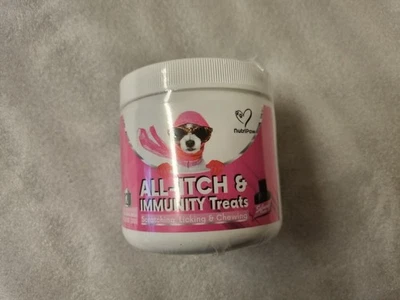 NutriPaw
ALL-ITCH &
IMMUNITY Treats
Scratching, Licking & Chewing